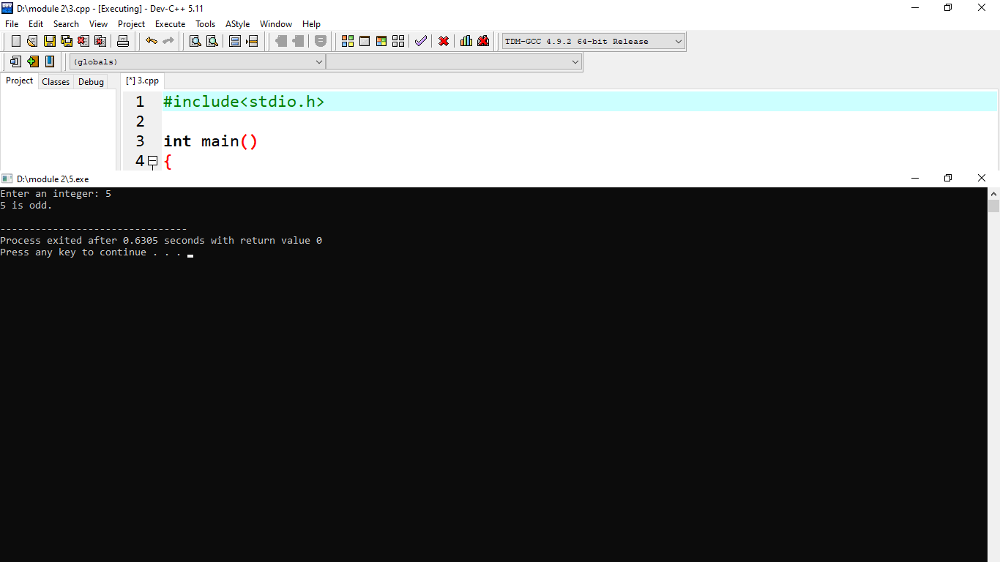 D:\module 2\3.cpp - [Executing] - Dev-C++ 5.11
File Edit Search View Project Execute Tools AStyle Window Help
TDM-GCC 4.9.2 64-bit Release
(globals)
Project Classes Debug [*] 3.cpp
1 #include<stdio.h>
2
3 int main()
4 {
D:\module 2\5.exe
Enter an integer: 5
5 is odd.
--------------------------------
Process exited after 0.6305 seconds with return value 0
Press any key to continue . . .